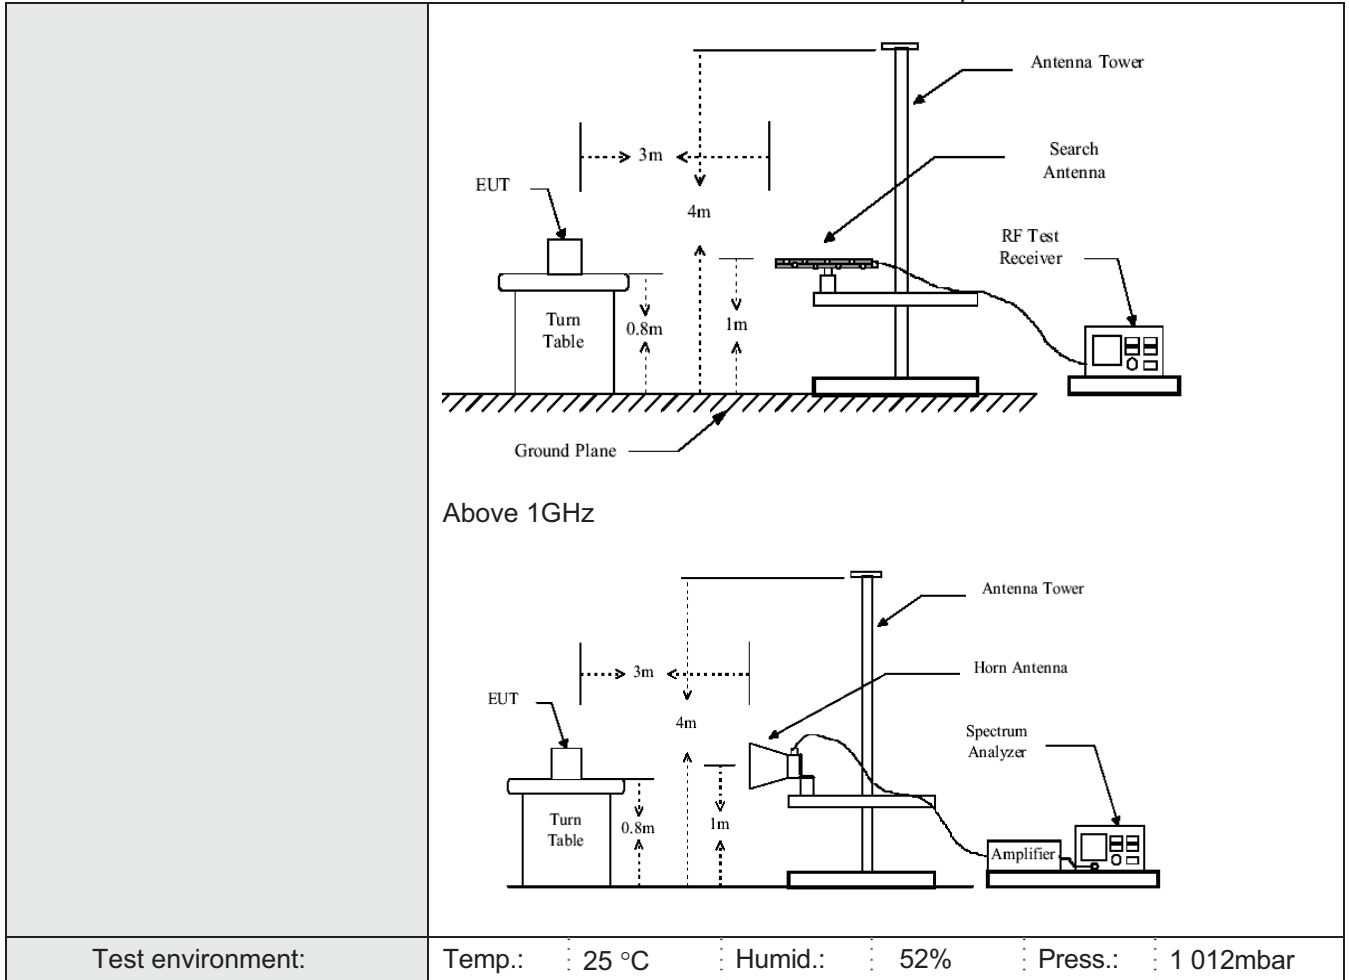 Antenna Tower
3m
Search
Antenna
EUT
4m
RF Test
Receiver
Turn
Table
0.8m
1m
Ground Plane
Above 1GHz
Antenna Tower
3m
Horn Antenna
EUT
4m
Spectrum
Analyzer
Turn
Table
0.8m
1m
Amplifier
Test environment: Temp.: 25 °C Humid.: 52% Press.: 1 012mbar